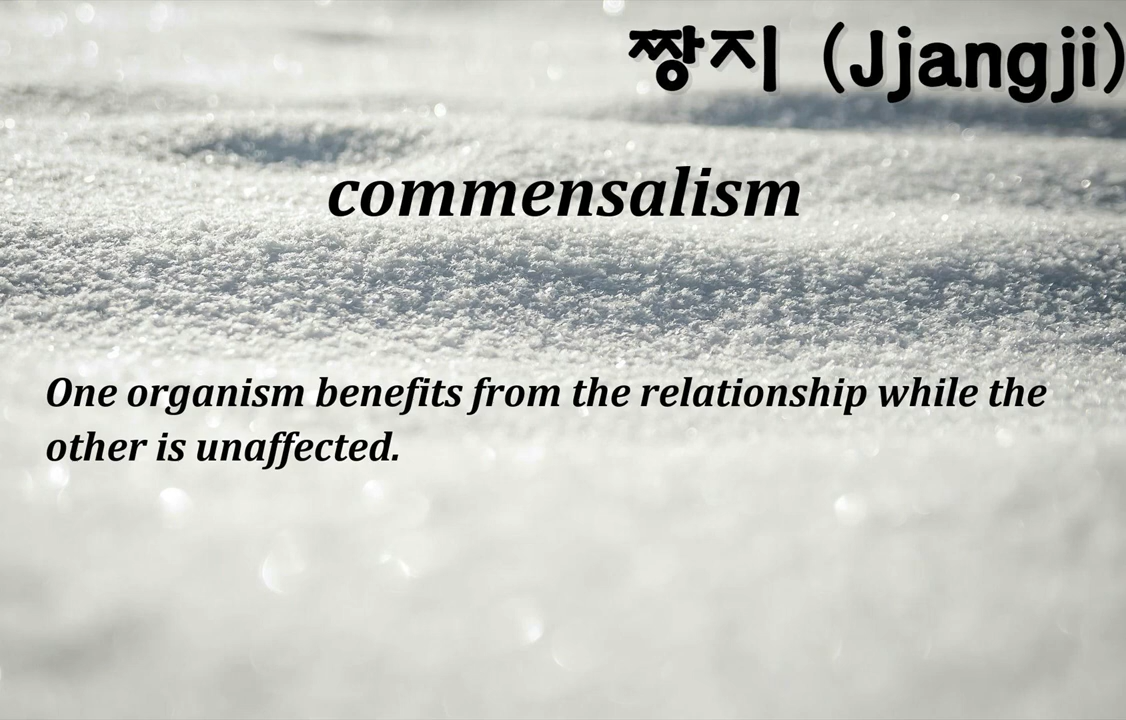 짱지 (Jjangji)
commensalism
One organism benefits from the relationship while the
other is unaffected.